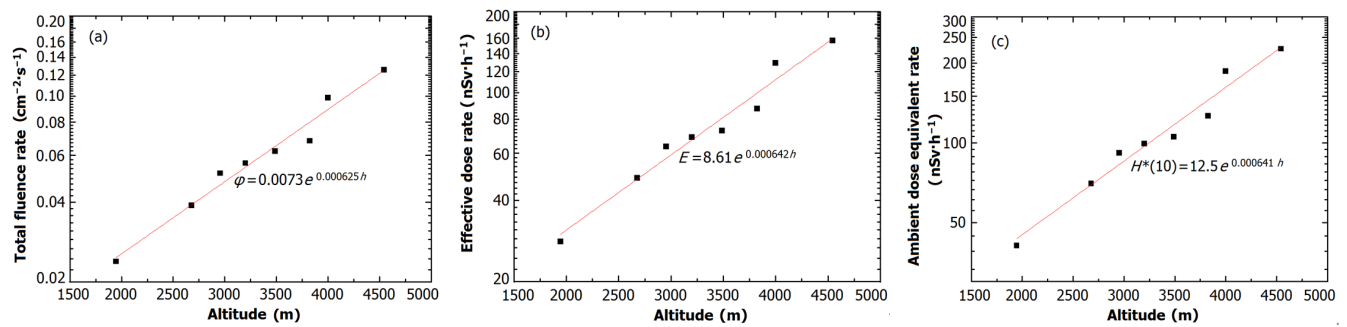 (a)
Total fluence rate (cm⁻²·s⁻¹)
0.20
0.16
0.14
0.12
0.10
0.08
0.06
0.04
0.02
φ=0.0073e^0.000625h
1500 2000 2500 3000 3500 4000 4500 5000
Altitude (m)
(b)
Effective dose rate (nSv·h⁻¹)
200
160
140
120
100
80
60
40
20
E=8.61e^0.000642h
1500 2000 2500 3000 3500 4000 4500 5000
Altitude (m)
(c)
Ambient dose equivalent rate
(nSv·h⁻¹)
300
250
200
150
100
50
H*(10)=12.5e^0.000641h
1500 2000 2500 3000 3500 4000 4500 5000
Altitude (m)